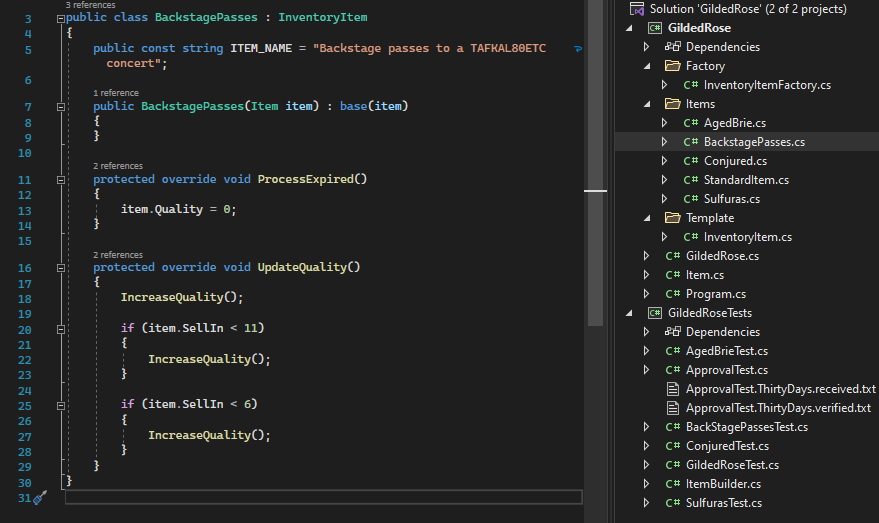 3 references
3 public class BackstagePasses : InventoryItem
4 {
5 public const string ITEM_NAME = "Backstage passes to a TAFKAL80ETC
concert";
6
1 reference
7 public BackstagePasses(Item item) : base(item)
8 {
9 }
10
2 references
11 protected override void ProcessExpired()
12 {
13 item.Quality = 0;
14 }
15
2 references
16 protected override void UpdateQuality()
17 {
18 IncreaseQuality();
19
20 if (item.SellIn < 11)
21 {
22 IncreaseQuality();
23 }
24
25 if (item.SellIn < 6)
26 {
27 IncreaseQuality();
28 }
29 }
30 }
31
Solution 'GildedRose' (2 of 2 projects)
C# GildedRose
Dependencies
Factory
C# InventoryItemFactory.cs
Items
C# AgedBrie.cs
C# BackstagePasses.cs
C# Conjured.cs
C# StandardItem.cs
C# Sulfuras.cs
Template
C# InventoryItem.cs
C# GildedRose.cs
C# Item.cs
C# Program.cs
C# GildedRoseTests
Dependencies
C# AgedBrieTest.cs
C# ApprovalTest.cs
ApprovalTest.ThirtyDays.received.txt
ApprovalTest.ThirtyDays.verified.txt
C# BackStagePassesTest.cs
C# ConjuredTest.cs
C# GildedRoseTest.cs
C# ItemBuilder.cs
C# SulfurasTest.cs